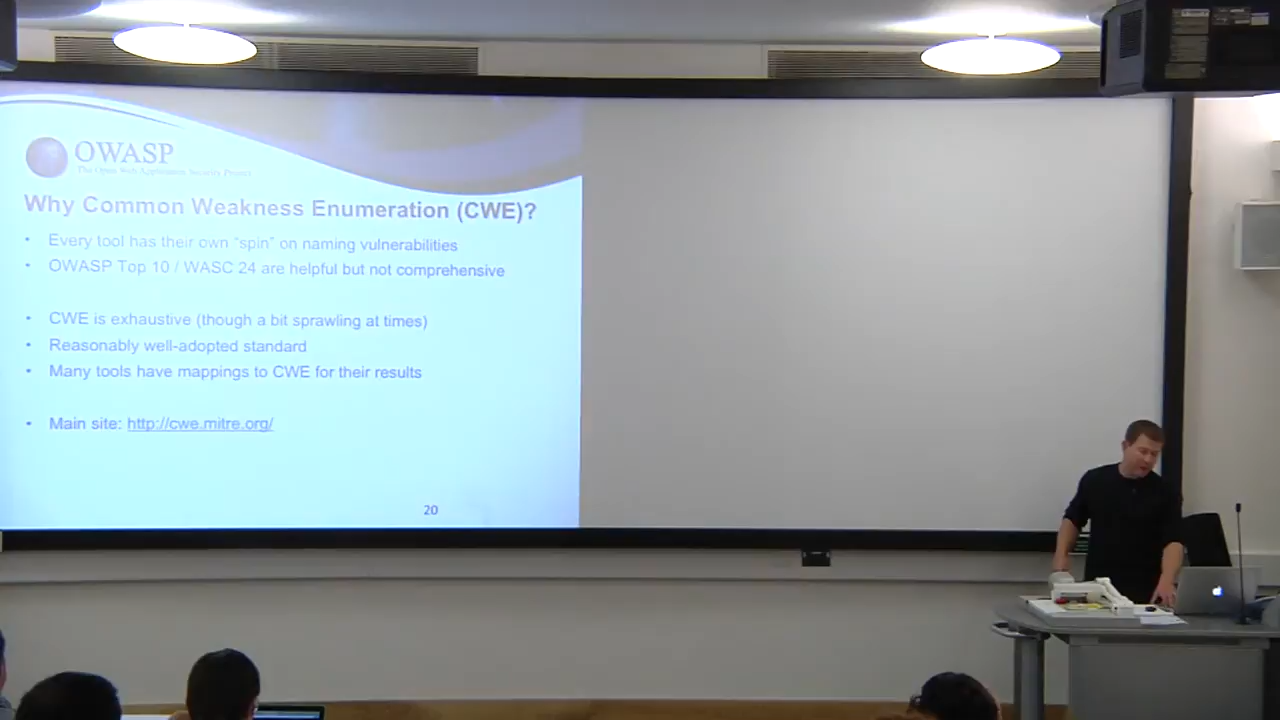 OWASP
The Open Web Application Security Project
Why Common Weakness Enumeration (CWE)?
• Every tool has their own “spin” on naming vulnerabilities
• OWASP Top 10 / WASC 24 are helpful but not comprehensive
• CWE is exhaustive (though a bit sprawling at times)
• Reasonably well-adopted standard
• Many tools have mappings to CWE for their results
• Main site: http://cwe.mitre.org/
20